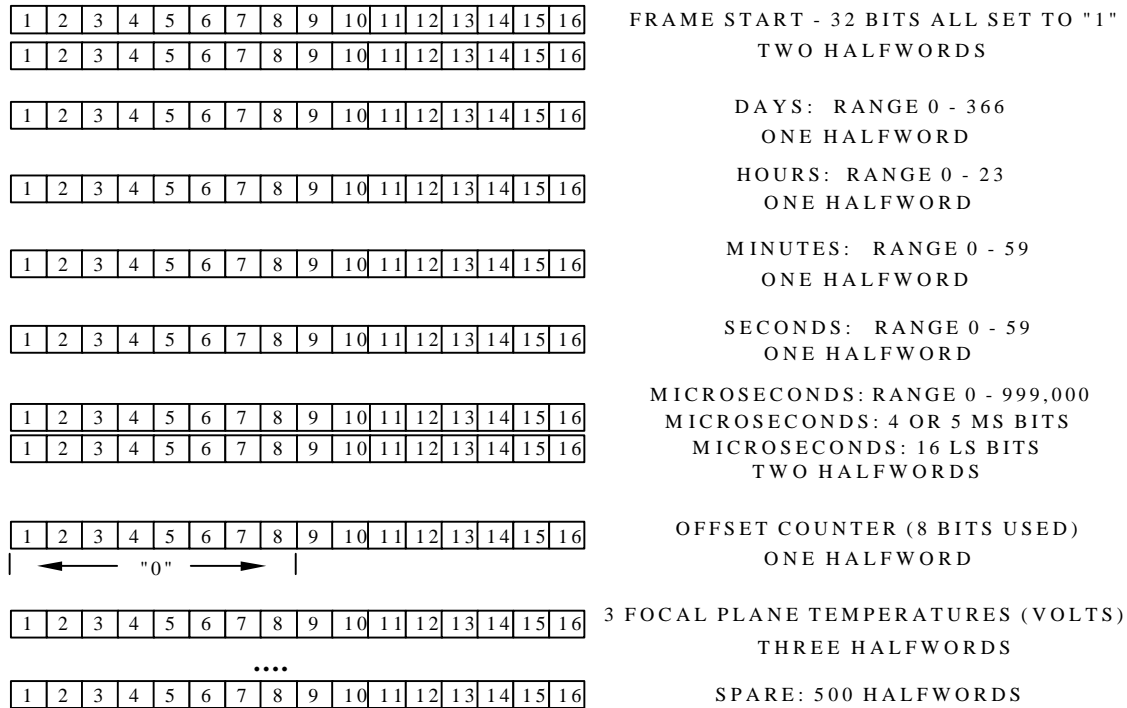 1 2 3 4 5 6 7 8 9 10 11 12 13 14 15 16 FRAME START - 32 BITS ALL SET TO "1"
1 2 3 4 5 6 7 8 9 10 11 12 13 14 15 16 TWO HALFWORDS
1 2 3 4 5 6 7 8 9 10 11 12 13 14 15 16 DAYS: RANGE 0 - 366
ONE HALFWORD
1 2 3 4 5 6 7 8 9 10 11 12 13 14 15 16 HOURS: RANGE 0 - 23
ONE HALFWORD
1 2 3 4 5 6 7 8 9 10 11 12 13 14 15 16 MINUTES: RANGE 0 - 59
ONE HALFWORD
1 2 3 4 5 6 7 8 9 10 11 12 13 14 15 16 SECONDS: RANGE 0 - 59
ONE HALFWORD
MICROSECONDS: RANGE 0 - 999,000
1 2 3 4 5 6 7 8 9 10 11 12 13 14 15 16 MICROSECONDS: 4 OR 5 MS BITS
1 2 3 4 5 6 7 8 9 10 11 12 13 14 15 16 MICROSECONDS: 16 LS BITS
TWO HALFWORDS
1 2 3 4 5 6 7 8 9 10 11 12 13 14 15 16 OFFSET COUNTER (8 BITS USED)
"0" ONE HALFWORD
1 2 3 4 5 6 7 8 9 10 11 12 13 14 15 16 3 FOCAL PLANE TEMPERATURES (VOLTS)
THREE HALFWORDS
....
1 2 3 4 5 6 7 8 9 10 11 12 13 14 15 16 SPARE: 500 HALFWORDS